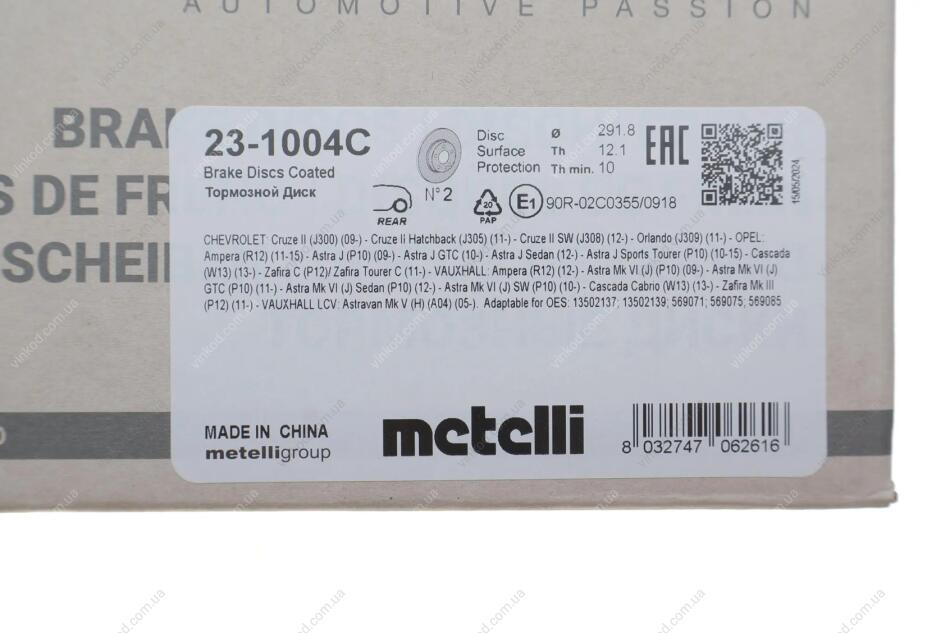 AUTOMOTIVE PASSION
BRA
S DE FR
SCHEI
23-1004C
Brake Discs Coated
Тормозной Диск
N° 2
Disc
Surface
Protection
ø 291.8
Th 12.1
Th min. 10
EAC
15/05/2024
REAR
20
PAP
E1 90R-02C0355/0918
CHEVROLET: Cruze II (J300) (09-) - Cruze Ii Hatchback (J305) (11-) - Cruze II SW (J308) (12-) - Orlando (J309) (11-) - OPEL:
Ampera (R12) (11-15) - Astra J (P10) (09-) - Astra J GTC (10-) - Astra J Sedan (12-) - Astra J Sports Tourer (P10) (10-15) - Cascada
(W13) (13-) - Zafira C (P12)/ Zafira Tourer C (11-) - VAUXHALL: Ampera (R12) (12-) - Astra Mk VI (J) (P10) (09-) - Astra Mk VI (J)
GTC (P10) (11-) - Astra Mk VI (J) Sedan (P10) (12-) - Astra Mk VI (J) SW (P10) (10-) - Cascada Cabrio (W13) (13-) - Zafira Mk III
(P12) (11-) - VAUXHALL LCV: Astravan Mk V (H) (A04) (05-). Adaptable for OES: 13502137; 13502139; 569071; 569075; 569085
MADE IN CHINA
metelligroup
metelli
8 032747 062616
vinkod.com.ua